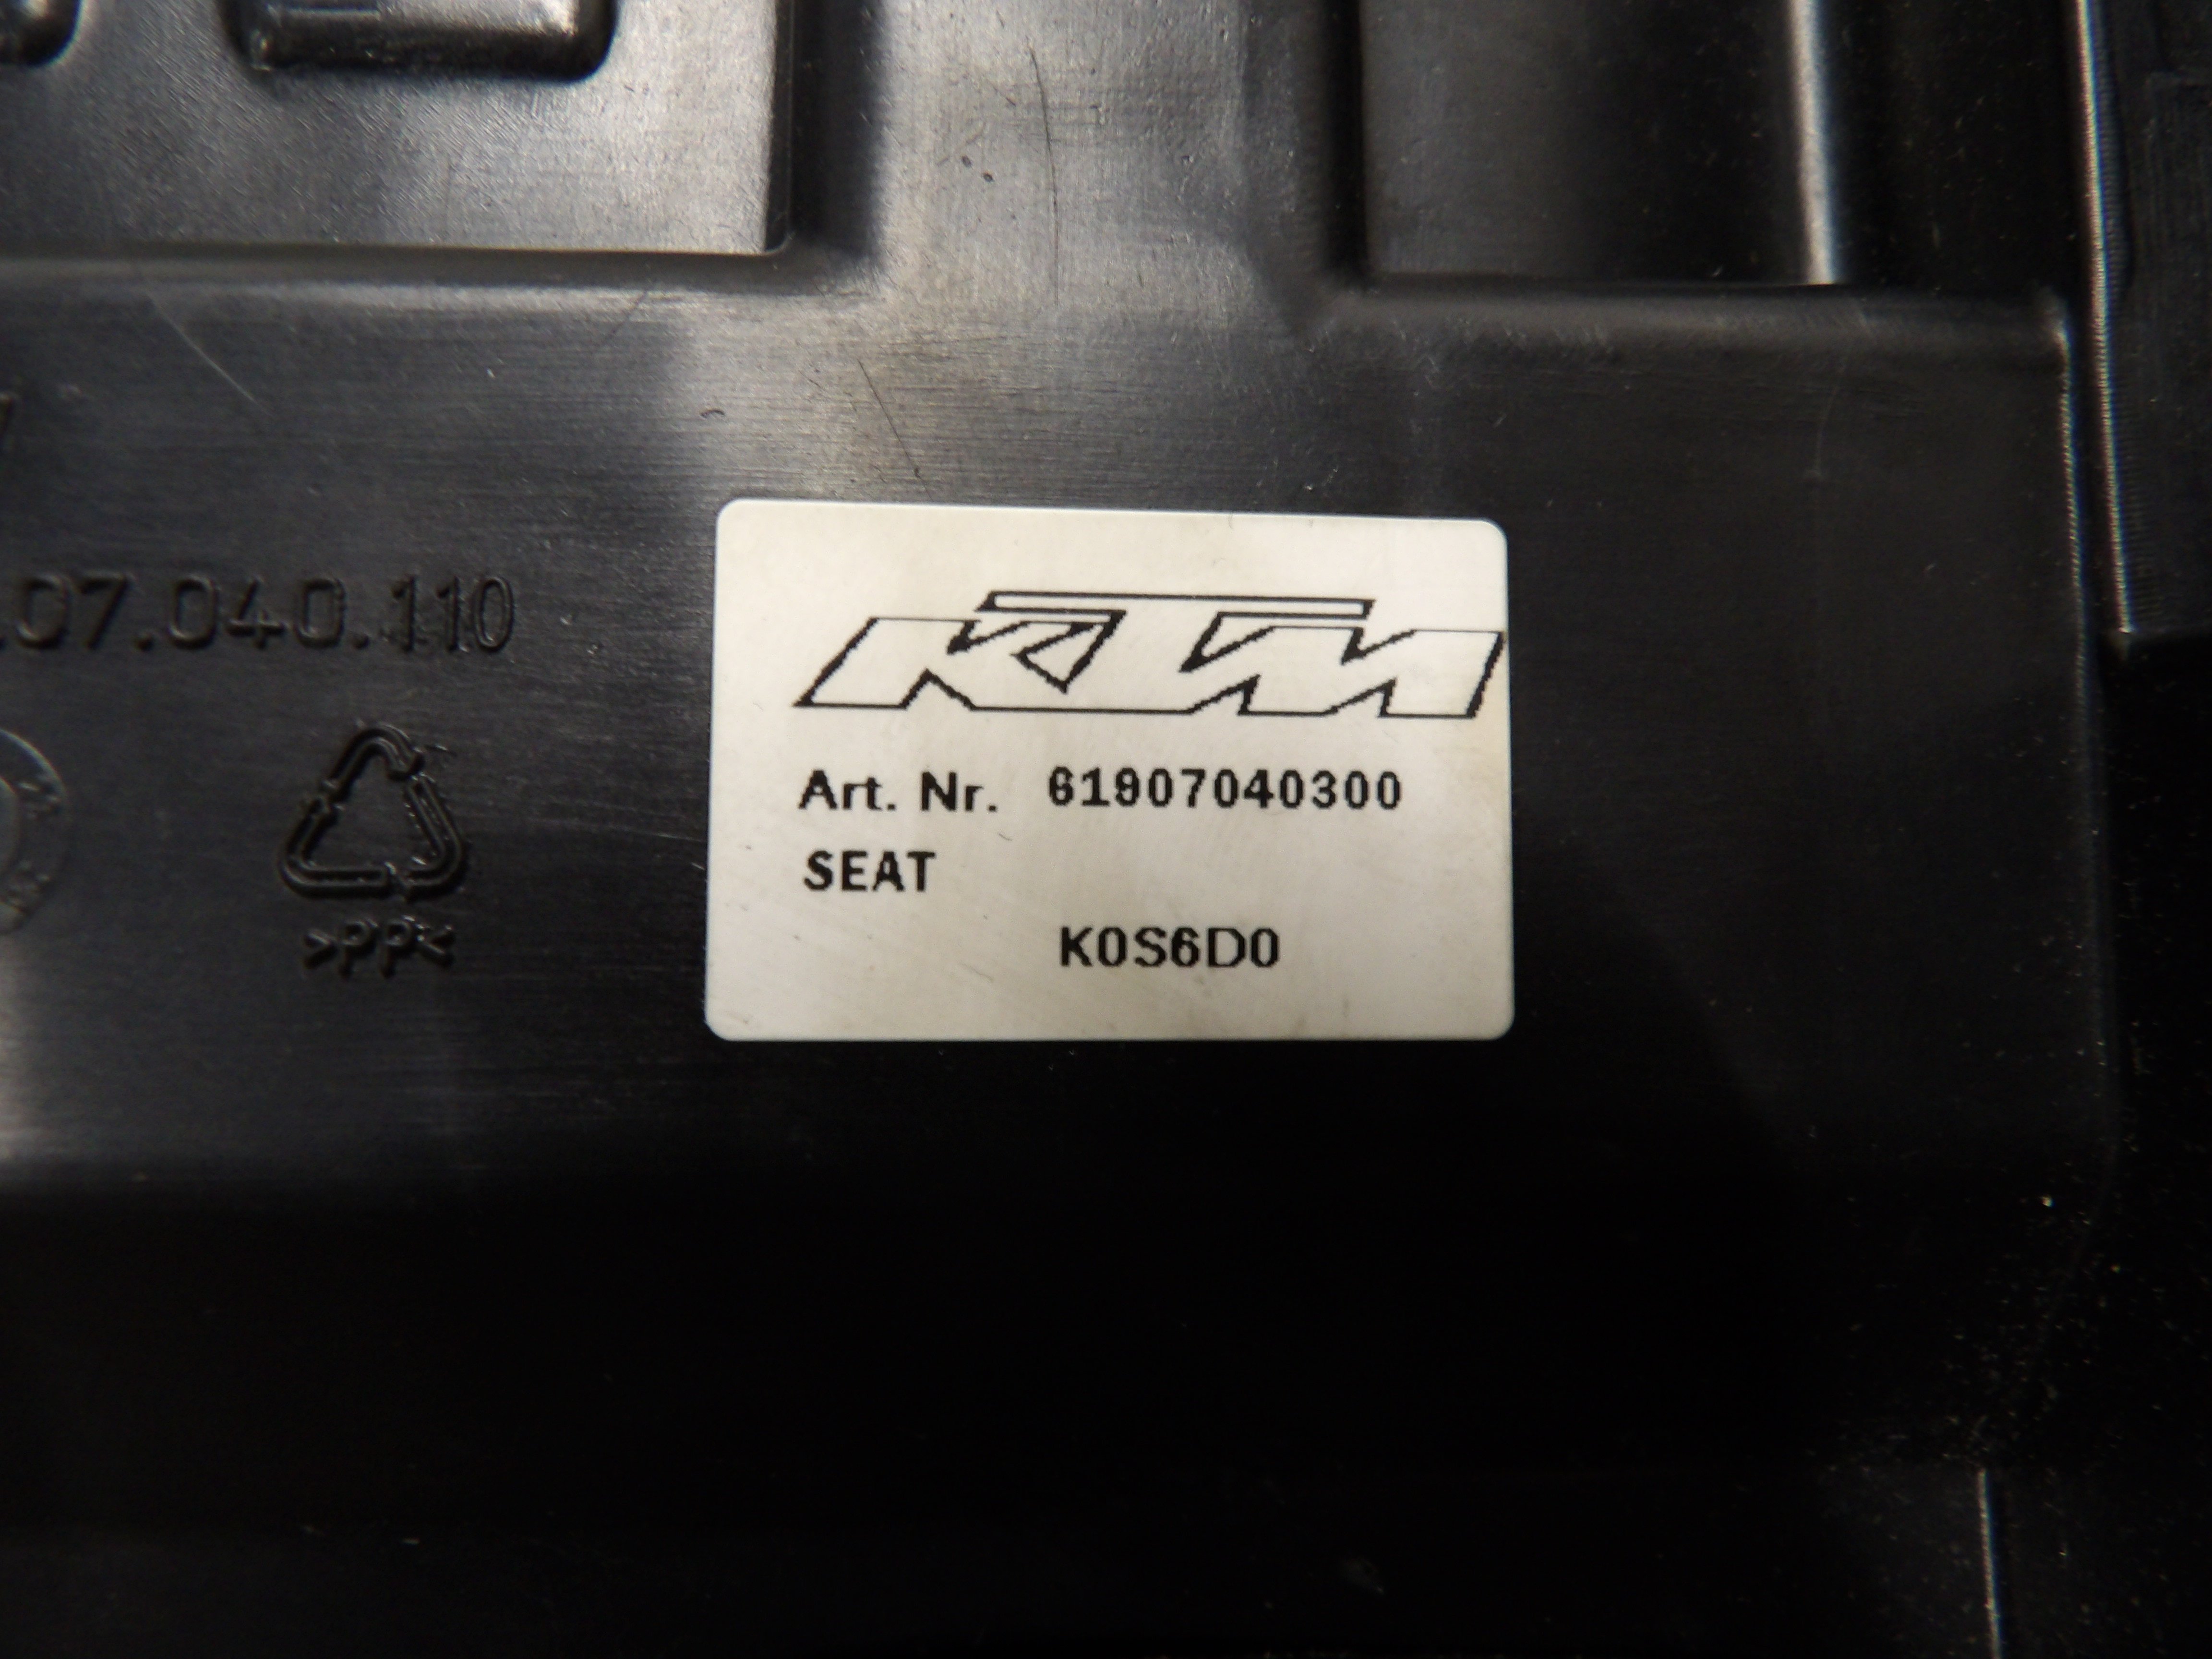 .07.040.110
KTM
Art. Nr. 61907040300
SEAT
K0S6D0
>PP<